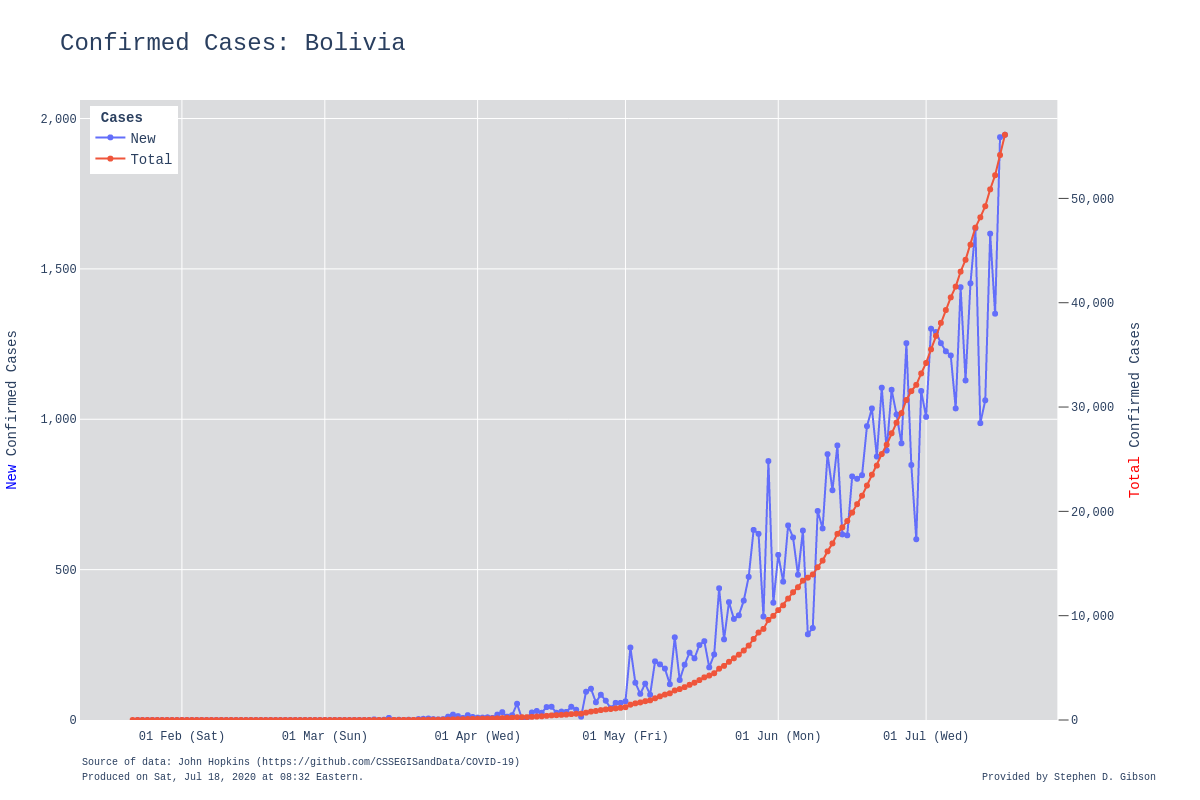 Confirmed Cases: Bolivia
Cases
New
Total
2,000
1,500
1,000
500
0
50,000
40,000
30,000
20,000
10,000
0
New Confirmed Cases
Total Confirmed Cases
01 Feb (Sat)
01 Mar (Sun)
01 Apr (Wed)
01 May (Fri)
01 Jun (Mon)
01 Jul (Wed)
Source of data: John Hopkins (https://github.com/CSSEGISandData/COVID-19)
Produced on Sat, Jul 18, 2020 at 08:32 Eastern.
Provided by Stephen D. Gibson